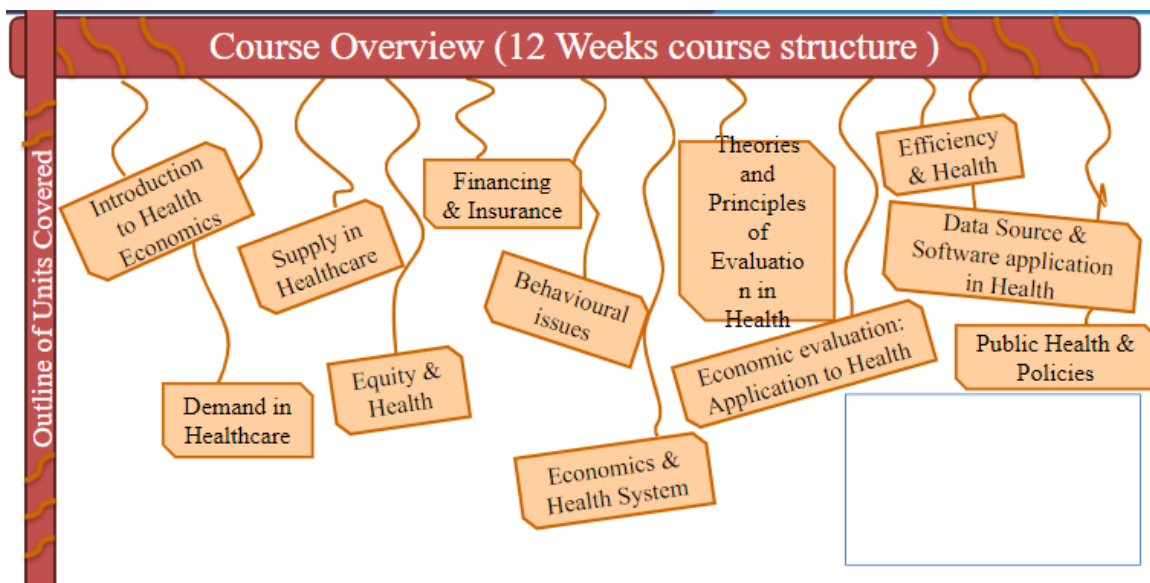 Course Overview (12 Weeks course structure )
Outline of Units Covered
Introduction
to Health
Economics
Demand in
Healthcare
Supply in
Healthcare
Equity &
Health
Financing
& Insurance
Behavioural
issues
Economics &
Health System
Theories
and
Principles
of
Evaluatio
n in
Health
Economic evaluation:
Application to Health
Efficiency
& Health
Data Source &
Software application
in Health
Public Health &
Policies